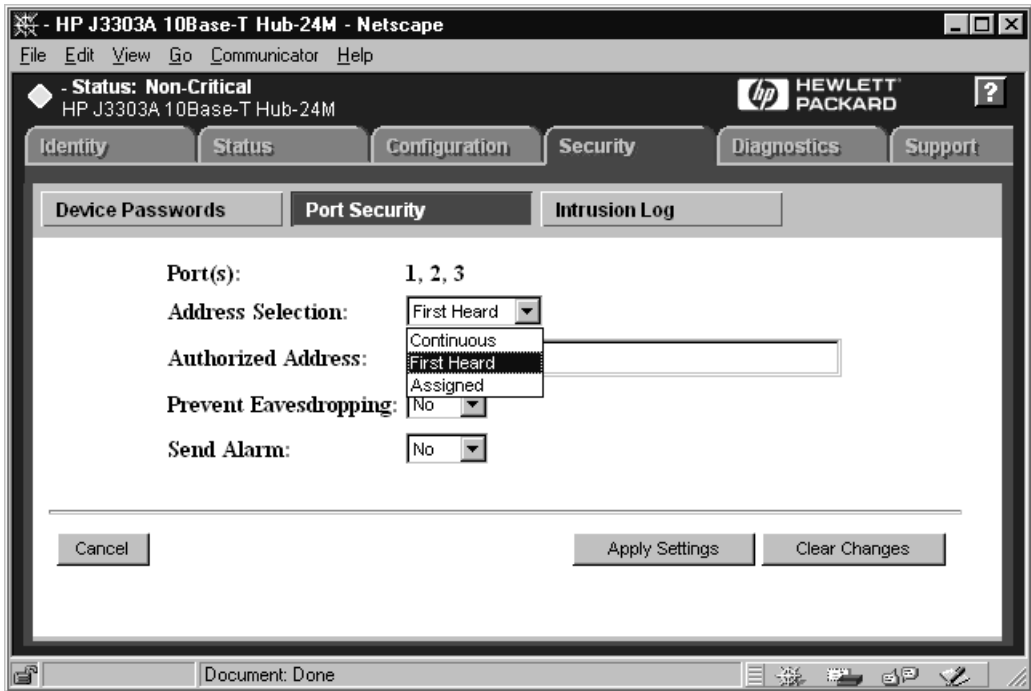 - HP J3303A 10Base-T Hub-24M - Netscape
File Edit View Go Communicator Help
- Status: Non-Critical
HP J3303A 10Base-T Hub-24M
hp HEWLETT
PACKARD
?
Identity Status Configuration Security Diagnostics Support
Device Passwords Port Security Intrusion Log
Port(s): 1, 2, 3
Address Selection: First Heard
Continuous
Authorized Address: First Heard
Assigned
Prevent Eavesdropping: No
Send Alarm: No
Cancel Apply Settings Clear Changes
Document: Done